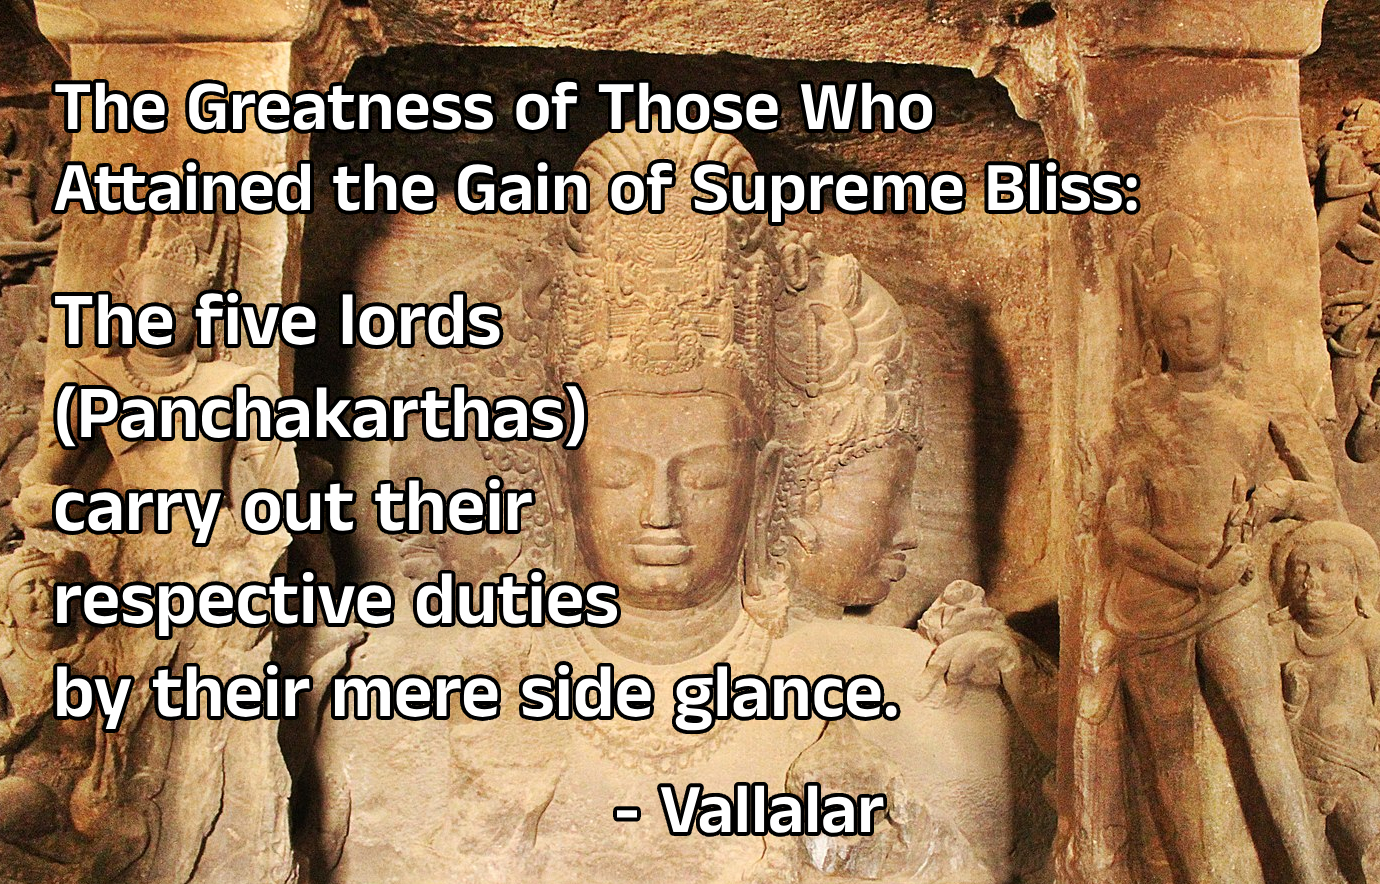 The Greatness of Those Who
Attained the Gain of Supreme Bliss:
The five lords
(Panchakarthas)
carry out their
respective duties
by their mere side glance.
- Vallalar